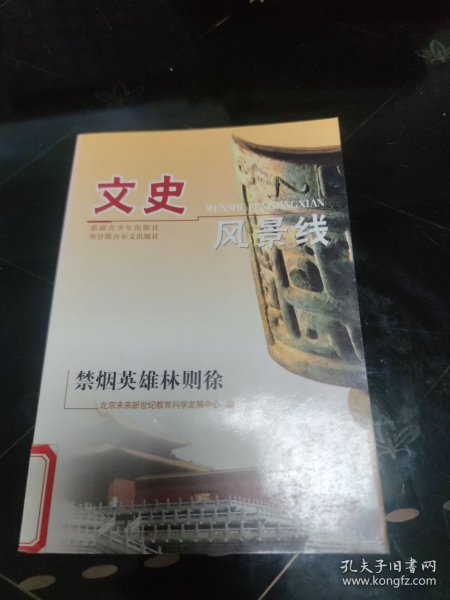 文史
WENSHI FENGJINGXIAN
新疆青少年出版社
喀什维吾尔文出版社
风景线
禁烟英雄林则徐
北京未来新世纪教育科学发展中心 编
孔夫子旧书网
www.kongfz.com